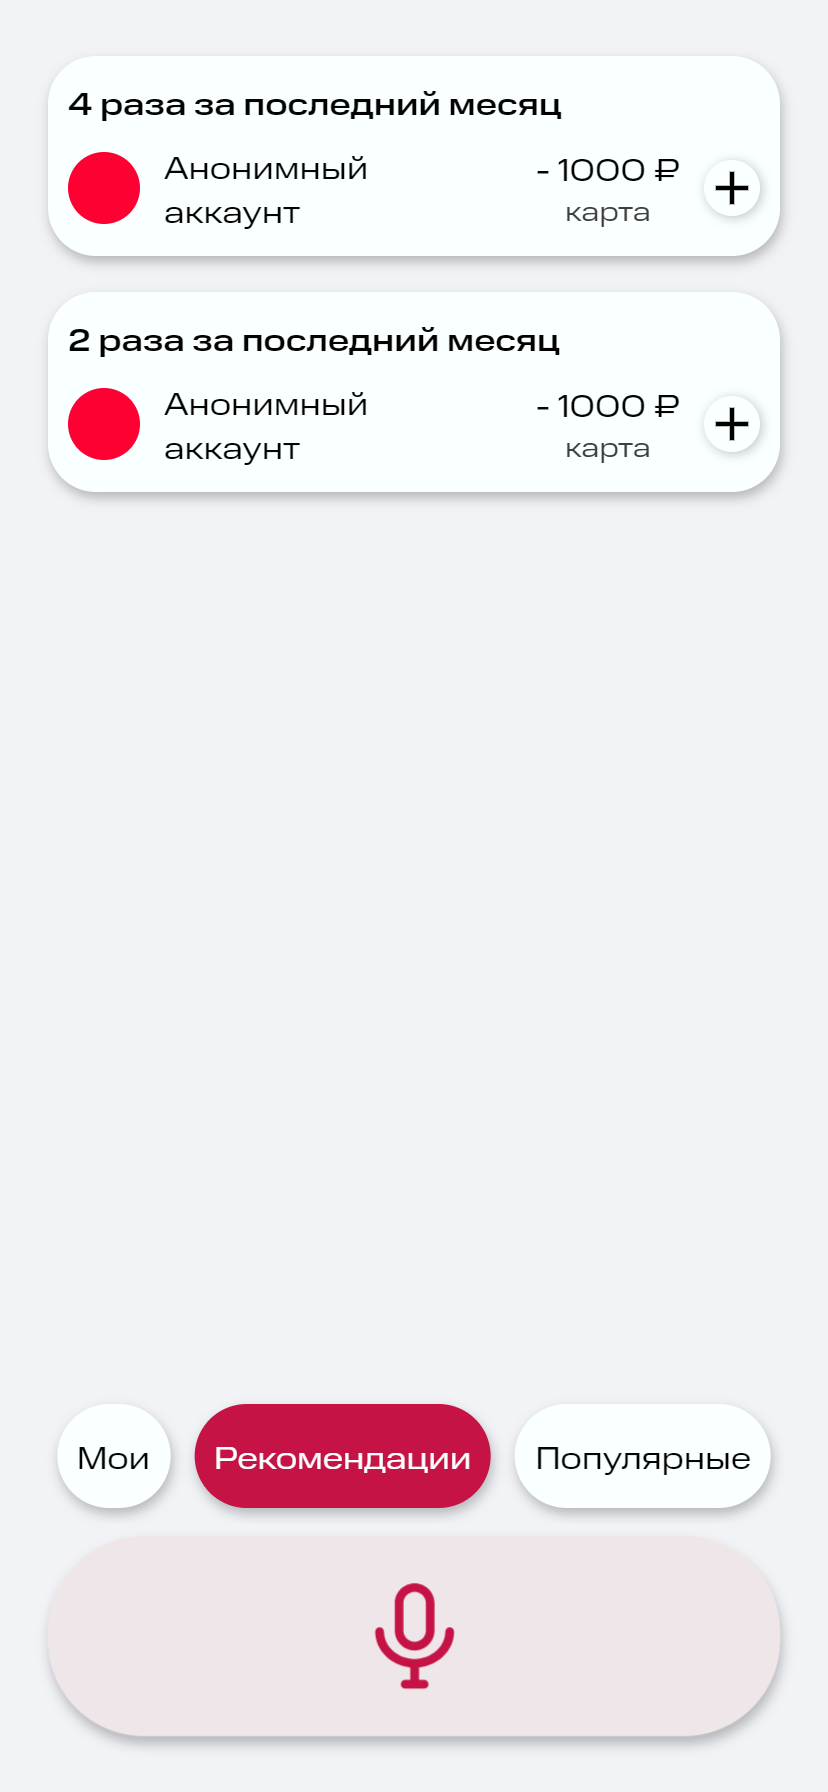 4 раза за последний месяц
Анонимный
аккаунт
- 1000 ₽
карта
2 раза за последний месяц
Анонимный
аккаунт
- 1000 ₽
карта
Мои
Рекомендации
Популярные